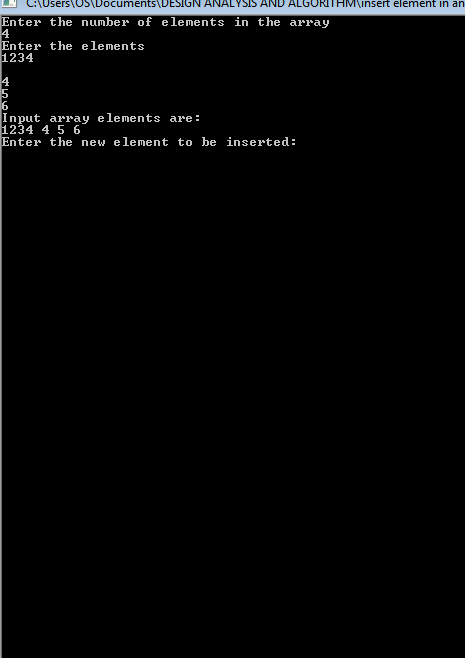 C:\Users\OS\Documents\DESIGN ANALYSIS AND ALGORITHM\insert element in an
Enter the number of elements in the array
4
Enter the elements
1234
4
5
6
Input array elements are:
1234 4 5 6
Enter the new element to be inserted: